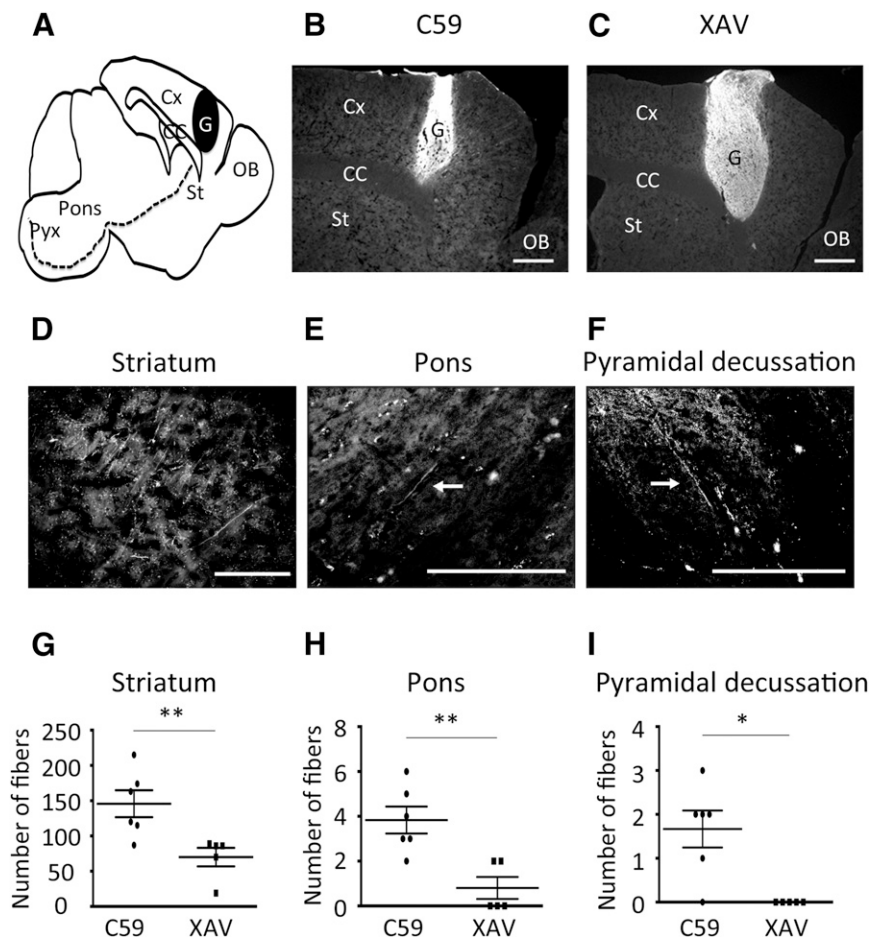 A
Cx
CC
G
OB
St
Pons
Pyx
B
C59
Cx
G
CC
St
OB
C
XAV
Cx
G
CC
St
OB
D
Striatum
E
Pons
F
Pyramidal decussation
G
Striatum
**
Number of fibers
250
200
150
100
50
0
C59
XAV
H
Pons
**
Number of fibers
8
6
4
2
0
C59
XAV
I
Pyramidal decussation
*
Number of fibers
4
3
2
1
0
C59
XAV